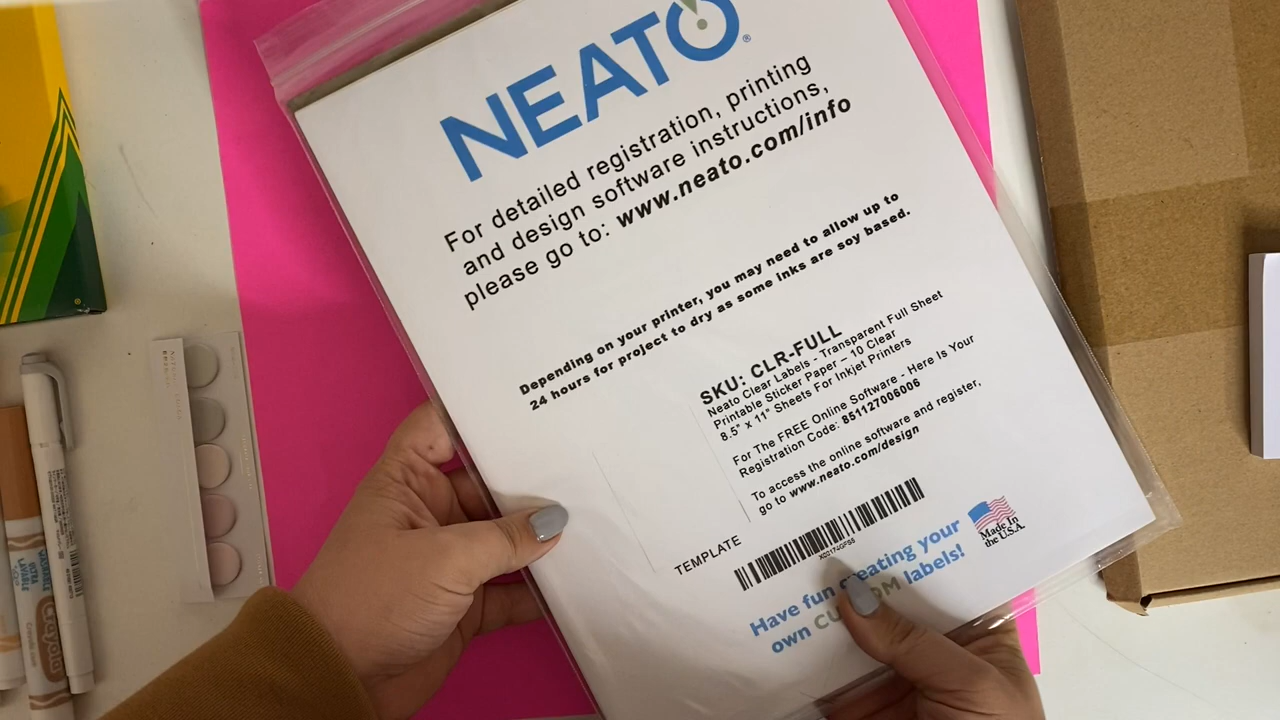 NEATO®
For detailed registration, printing
and design software instructions,
please go to: www.neato.com/info
Depending on your printer, you may need to allow up to
24 hours for project to dry as some inks are soy based.
SKU: CLR-FULL
Neato Clear Labels - Transparent Full Sheet
Printable Sticker Paper – 10 Clear
8.5" x 11" Sheets For Inkjet Printers
For The FREE Online Software - Here Is Your
Registration Code: 851127006006
To access the online software and register,
go to www.neato.com/design
TEMPLATE
Made In
the U.S.A.
Have fun creating your
own labels!
ULTRA
Crayola